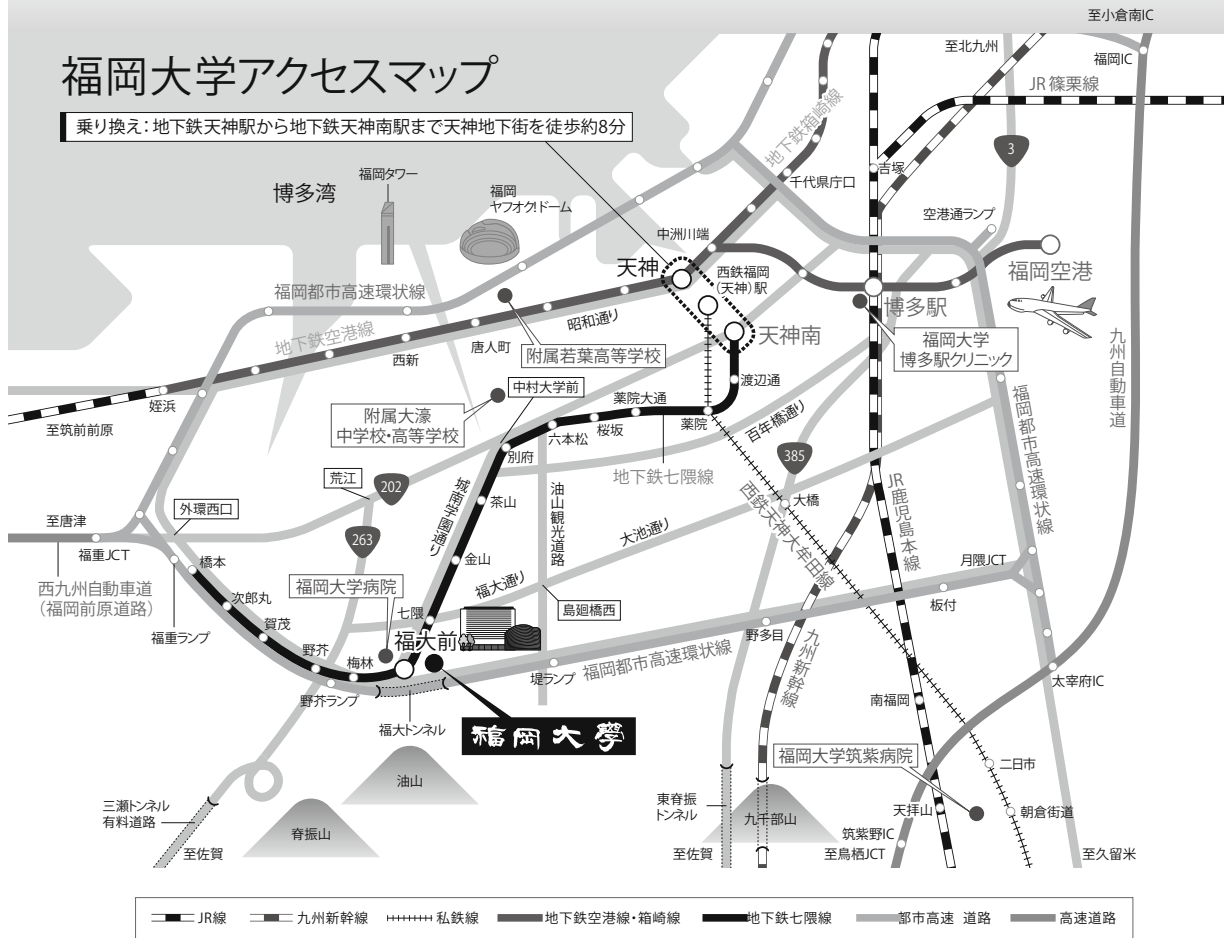 至小倉南IC
至北九州
福岡IC
福岡大学アクセスマップ
JR篠栗線
乗り換え：地下鉄天神駅から地下鉄天神南駅まで天神地下街を徒歩約8分
地下鉄箱崎線
3
博多湾
福岡タワー
福岡
ヤフオク!ドーム
千代県庁口
吉塚
空港通ランプ
中洲川端
天神
西鉄福岡
（天神）駅
福岡空港
福岡都市高速環状線
地下鉄空港線
昭和通り
博多駅
天神南
福岡大学
博多駅クリニック
九州自動車道
唐人町
西新
附属若葉高等学校
中村大学前
渡辺通
姪浜
至筑前前原
附属大濠
中学校・高等学校
薬院大通
桜坂
六本松
薬院
百年橋通り
福岡都市高速環状線
別府
地下鉄七隈線
385
荒江
202
城南学園通り
茶山
油山観光道路
西鉄天神大牟田線
大橋
JR鹿児島本線
外環西口
至唐津
263
大池通り
福重JCT
橋本
金山
月隈JCT
西九州自動車道
（福岡前原道路）
福岡大学病院
福大通り
次郎丸
島廻橋西
板付
賀茂
七隈
福重ランプ
福大前
野多目
九州新幹線
野芥
梅林
福岡都市高速環状線
堤ランプ
太宰府IC
野芥ランプ
南福岡
福大トンネル
福岡大學
福岡大学筑紫病院
二日市
油山
三瀬トンネル
有料道路
東脊振
トンネル
天拝山
朝倉街道
脊振山
九千部山
筑紫野IC
至佐賀
至佐賀
至鳥栖JCT
至久留米
JR線
九州新幹線
私鉄線
地下鉄空港線・箱崎線
地下鉄七隈線
都市高速 道路
高速道路